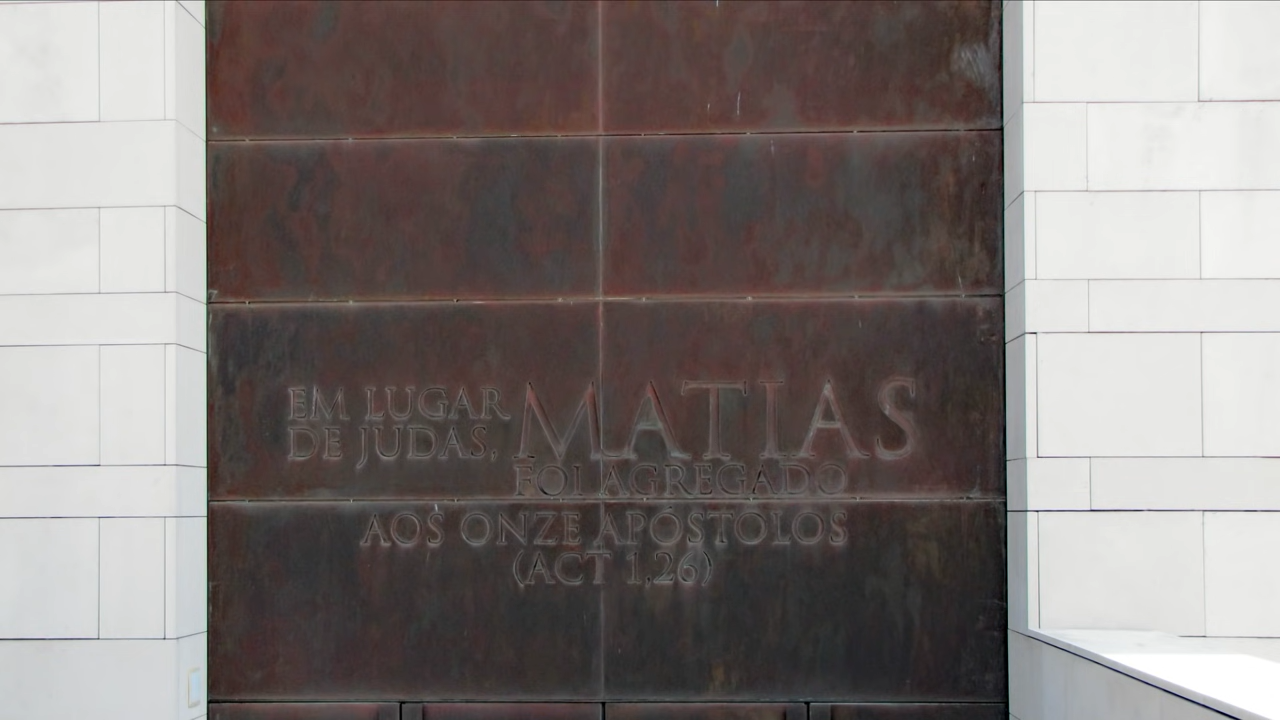 EM LUGAR
DE JUDAS, MATIAS
FOI AGREGADO
AOS ONZE APÓSTOLOS
(ACT 1,26)